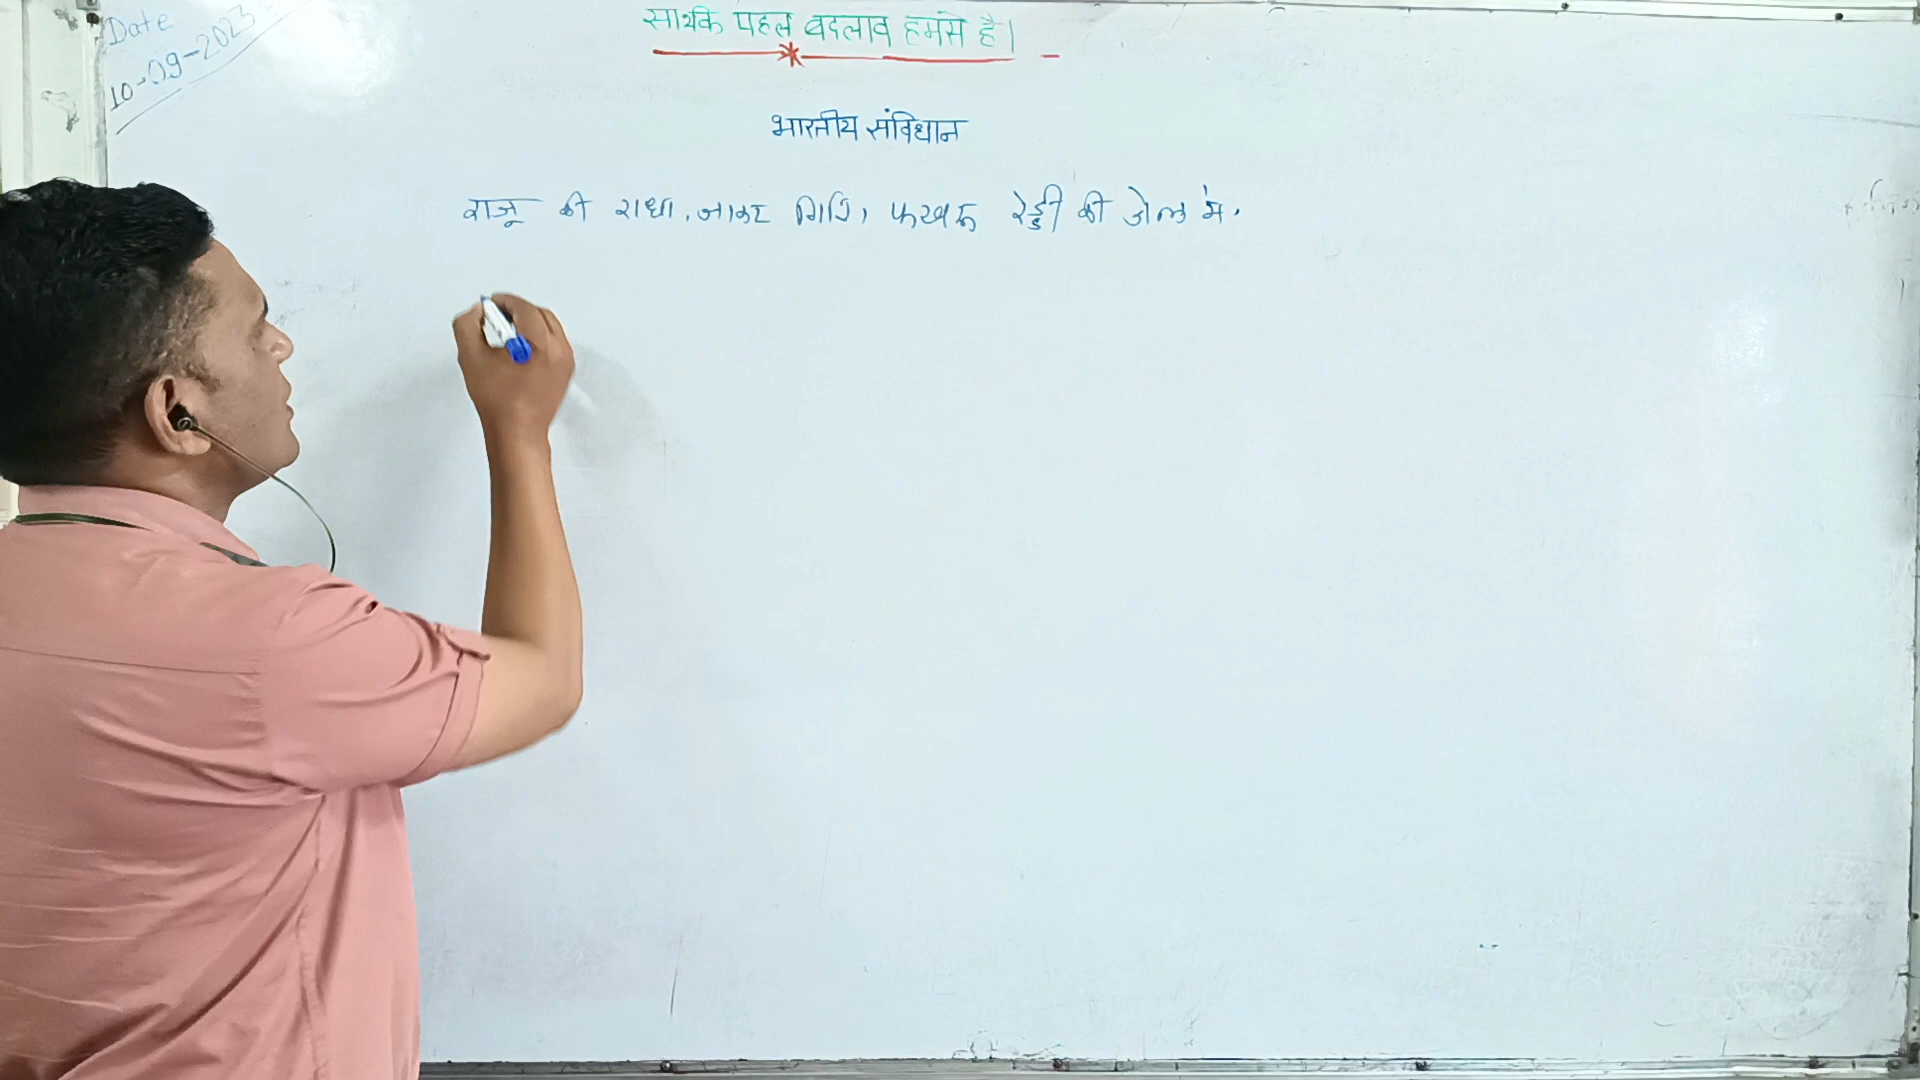 Date
10-09-2023
सार्थक पहल बदलाव हमसे है।
भारतीय संविधान
राजू की राधा, जाकर गिरि, फखरू रेड्डी की झोल में,